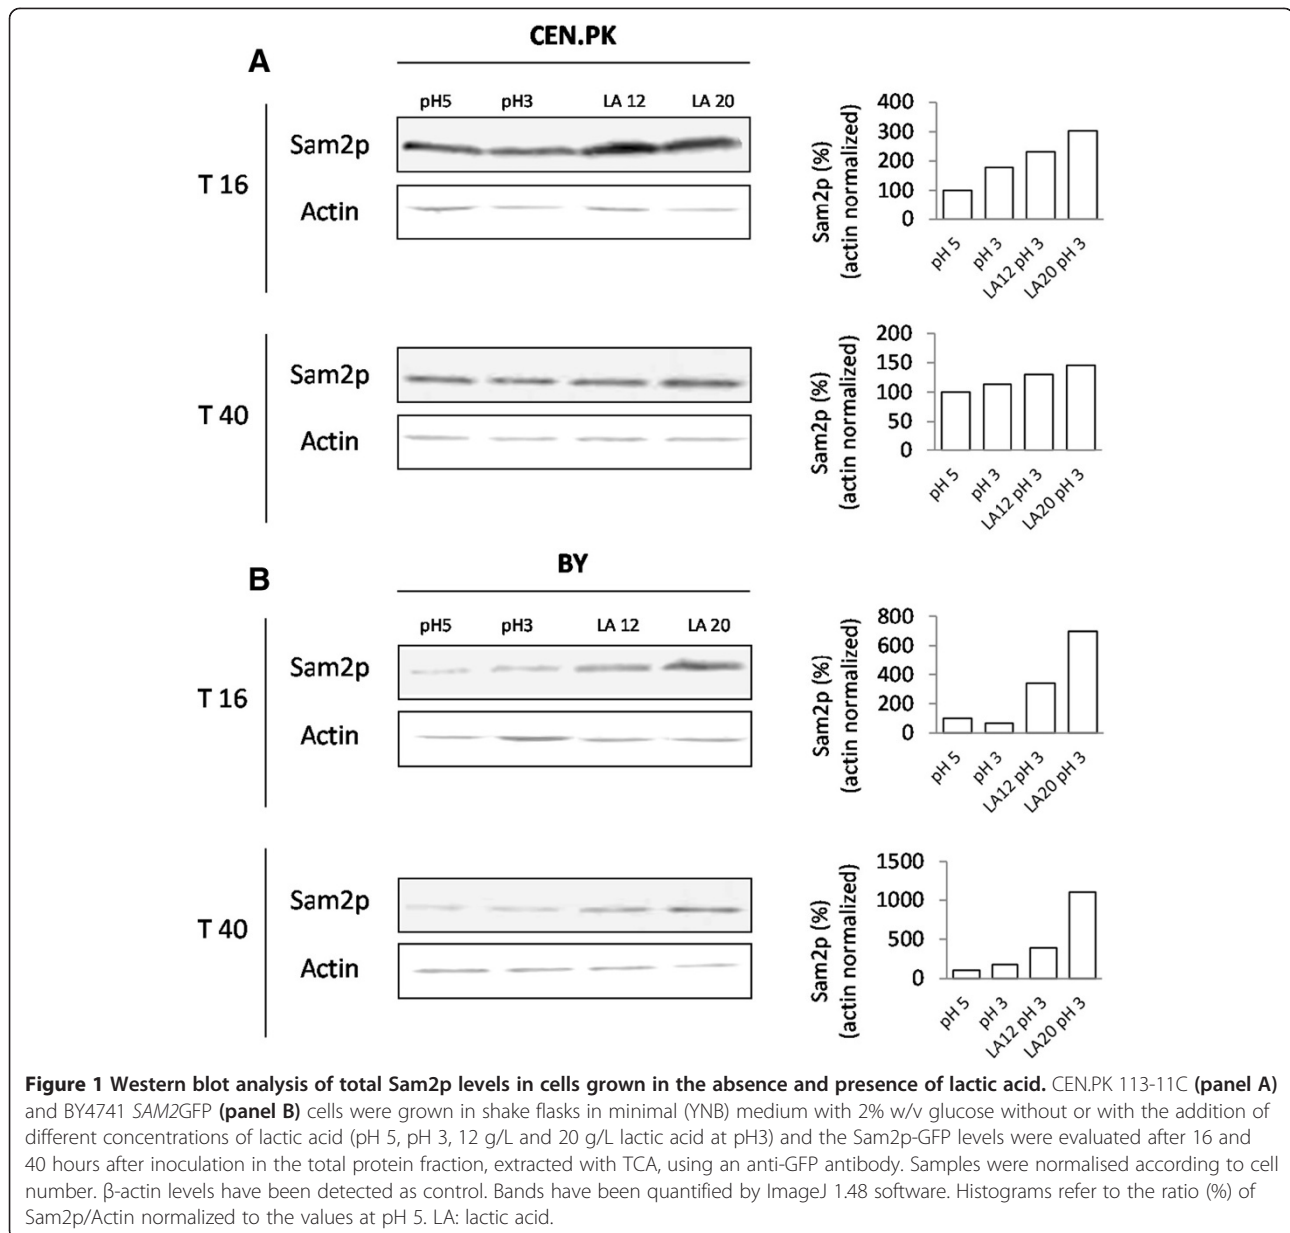 A
CEN.PK
pH5 pH3 LA 12 LA 20
T 16
Sam2p
Actin
Sam2p (%)
(actin normalized)
400
300
200
100
0
pH 5
pH 3
LA12 pH 3
LA20 pH 3
T 40
Sam2p
Actin
Sam2p (%)
(actin normalized)
200
150
100
50
0
pH 5
pH 3
LA12 pH 3
LA20 pH 3
B
BY
pH5 pH3 LA 12 LA 20
T 16
Sam2p
Actin
Sam2p (%)
(actin normalized)
800
600
400
200
0
pH 5
pH 3
LA12 pH 3
LA20 pH 3
T 40
Sam2p
Actin
Sam2p (%)
(actin normalized)
1500
1000
500
0
pH 5
pH 3
LA12 pH 3
LA20 pH 3
Figure 1 Western blot analysis of total Sam2p levels in cells grown in the absence and presence of lactic acid. CEN.PK 113-11C (panel A)
and BY4741 SAM2GFP (panel B) cells were grown in shake flasks in minimal (YNB) medium with 2% w/v glucose without or with the addition of
different concentrations of lactic acid (pH 5, pH 3, 12 g/L and 20 g/L lactic acid at pH3) and the Sam2p-GFP levels were evaluated after 16 and
40 hours after inoculation in the total protein fraction, extracted with TCA, using an anti-GFP antibody. Samples were normalised according to cell
number. β-actin levels have been detected as control. Bands have been quantified by ImageJ 1.48 software. Histograms refer to the ratio (%) of
Sam2p/Actin normalized to the values at pH 5. LA: lactic acid.